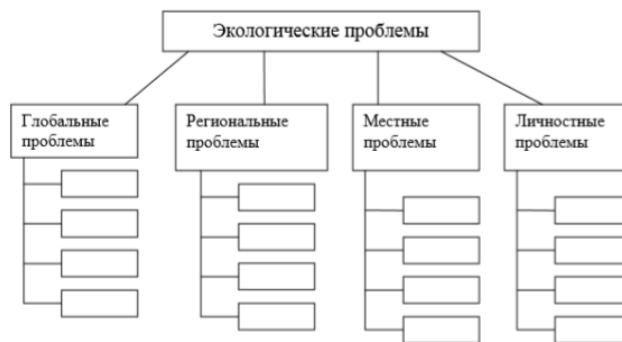 Экологические проблемы
Глобальные
проблемы
Региональные
проблемы
Местные
проблемы
Личностные
проблемы